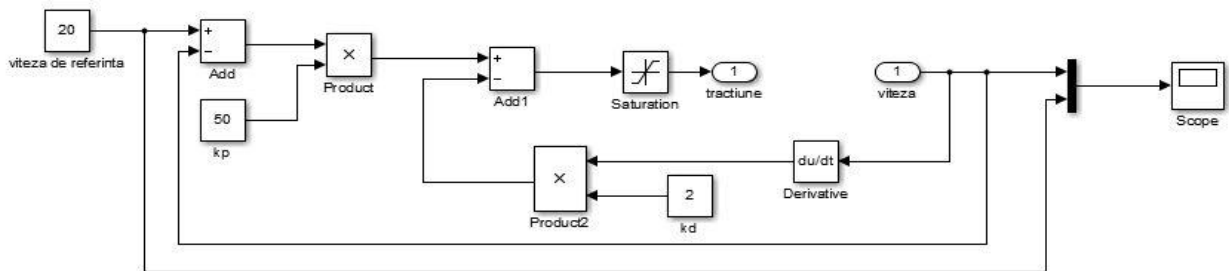 20
viteza de referinta
+
−
Add
×
Product
50
kp
+
−
Add1
Saturation
1
tractiune
1
viteza
Scope
du/dt
Derivative
×
Product2
2
kd